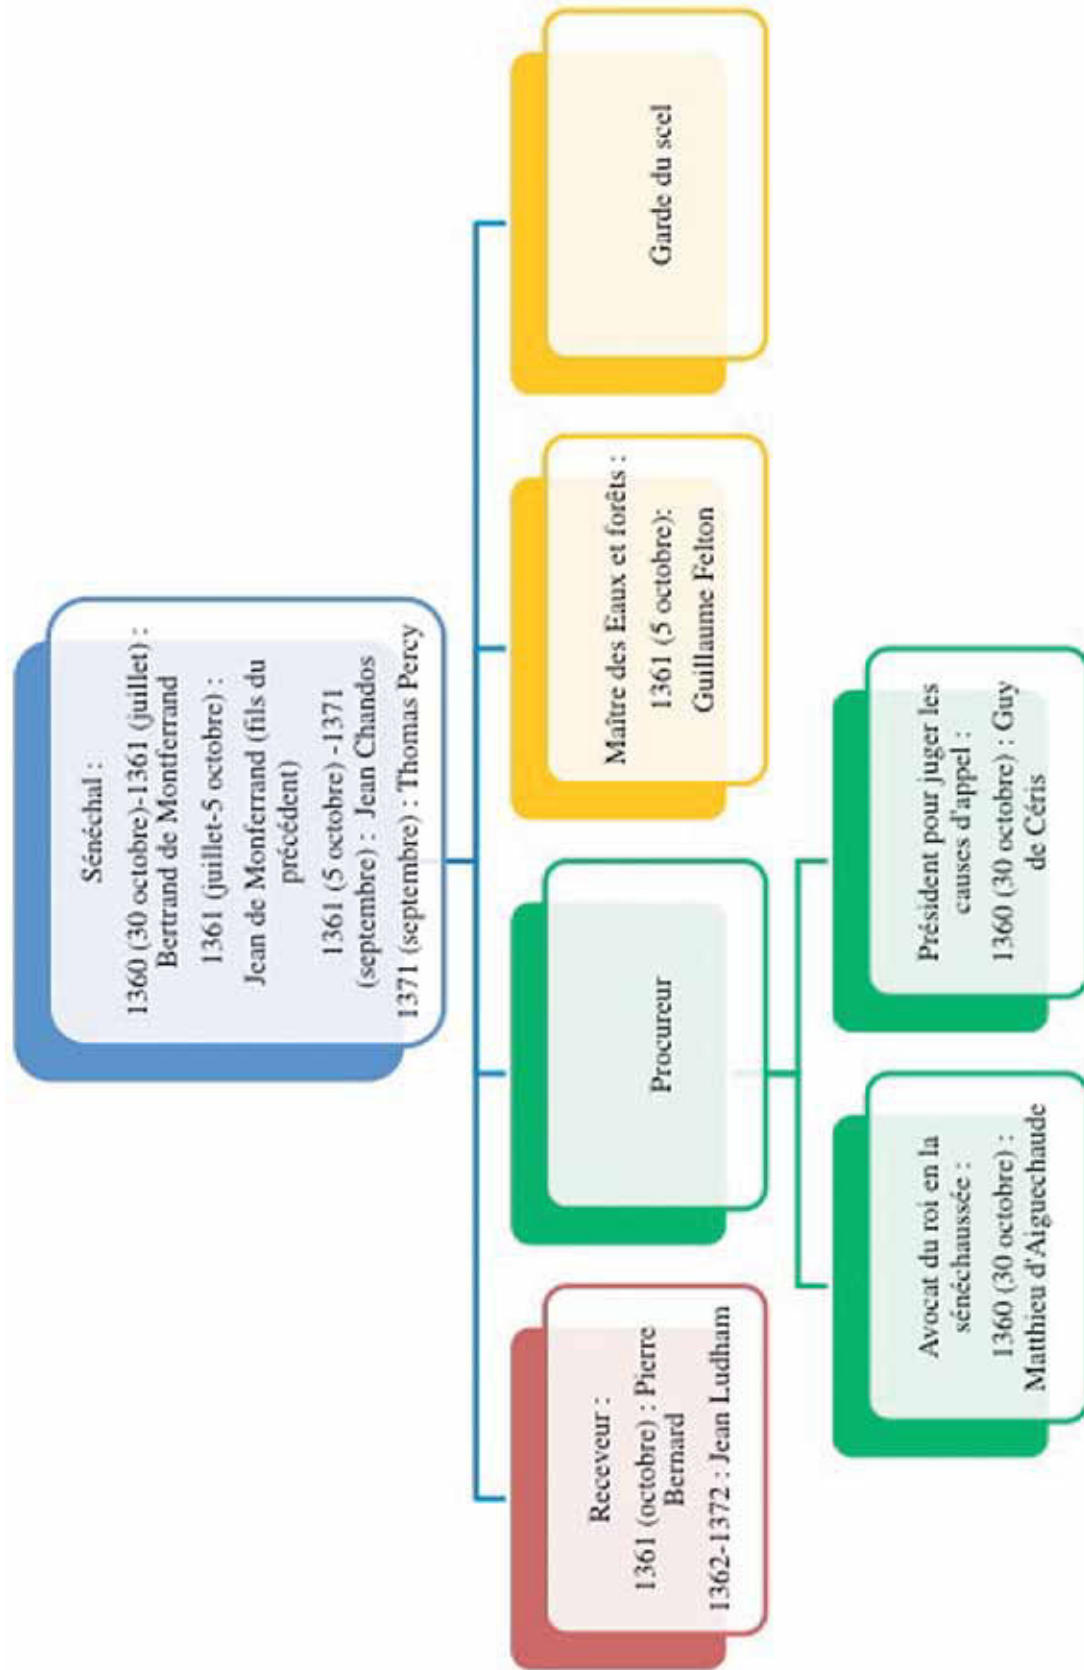 Sénéchal :
1360 (30 octobre)-1361 (juillet) :
Bertrand de Montferrand
1361 (juillet-5 octobre) :
Jean de Monferrand (fils du
précédent)
1361 (5 octobre) -1371
(septembre) : Jean Chandos
1371 (septembre) : Thomas Percy
Receveur :
1361 (octobre) : Pierre
Bernard
1362-1372 : Jean Ludham
Procureur
Maître des Eaux et forêts :
1361 (5 octobre):
Guillaume Felton
Garde du scel
Avocat du roi en la
sénéchaussée :
1360 (30 octobre) :
Matthieu d'Aiguechaude
Président pour juger les
causes d'appel :
1360 (30 octobre) : Guy
de Céris